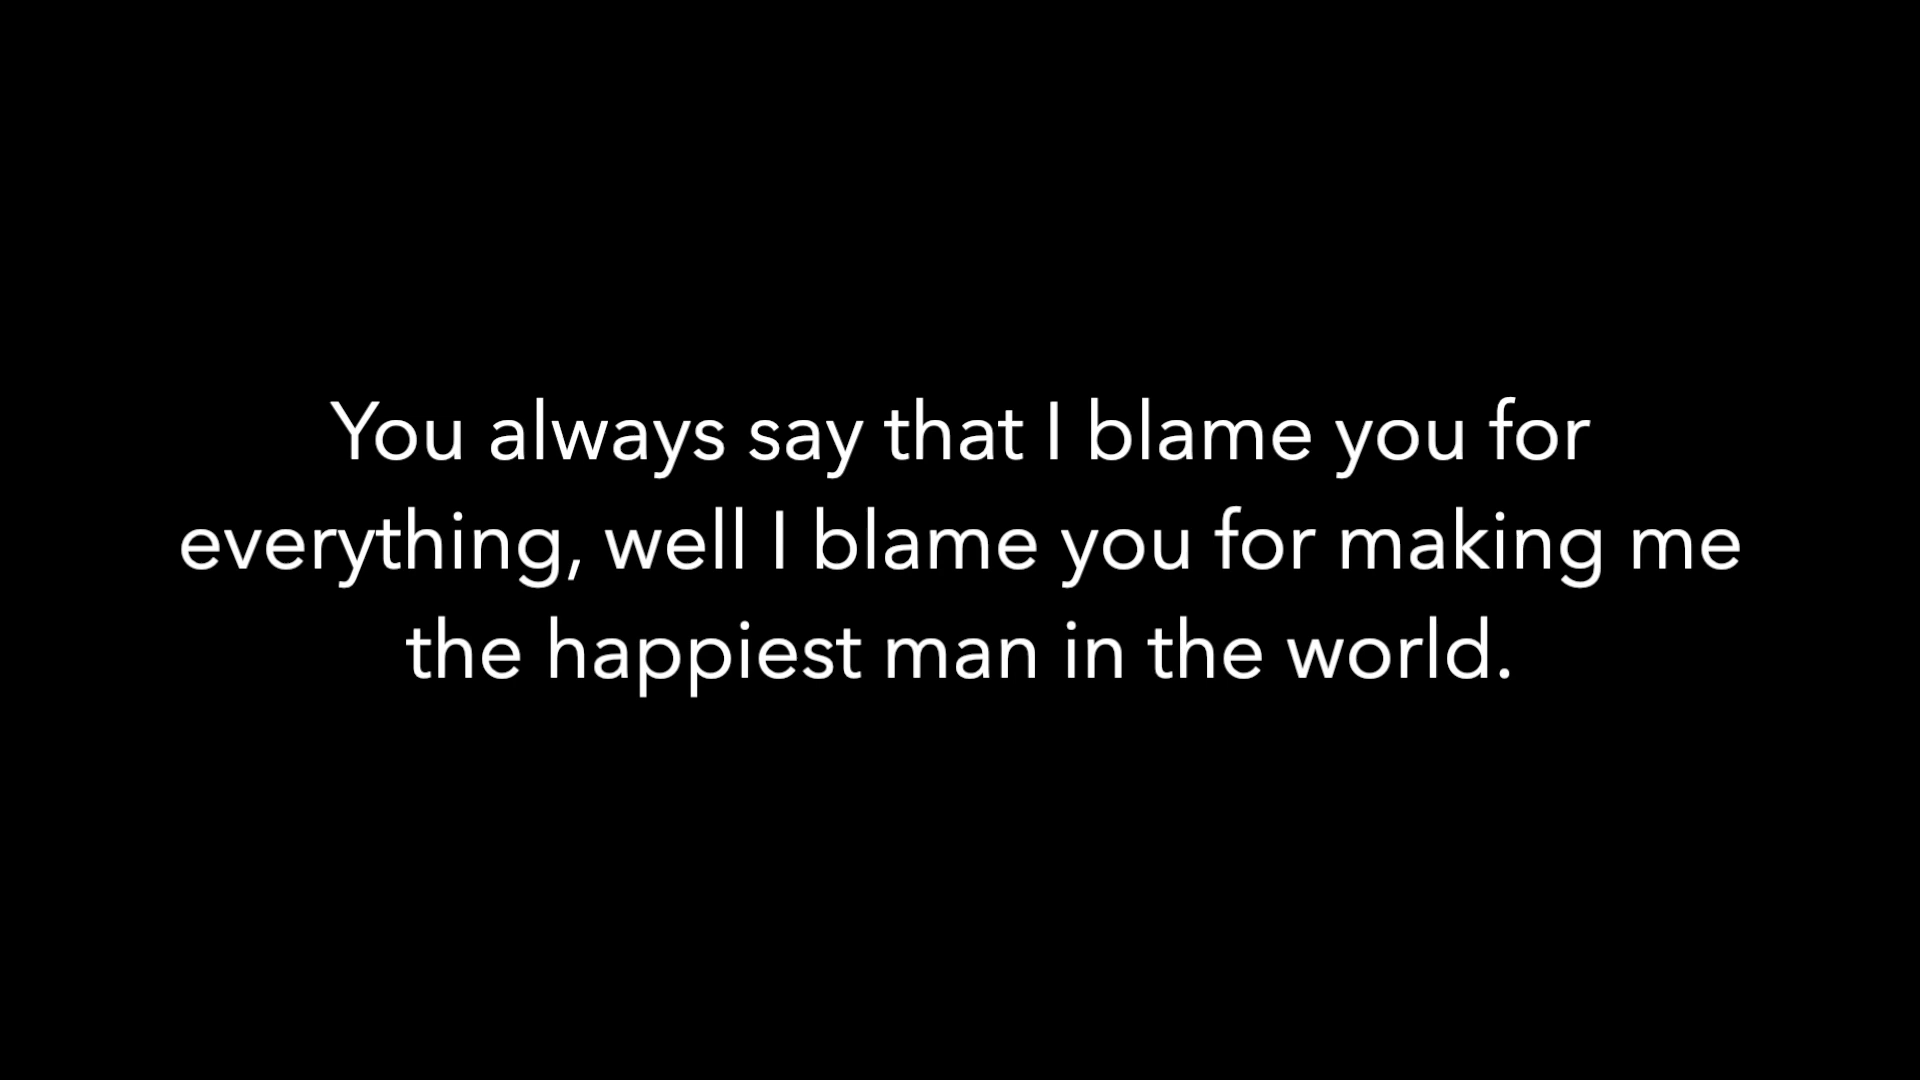 You always say that I blame you for
everything, well I blame you for making me
the happiest man in the world.